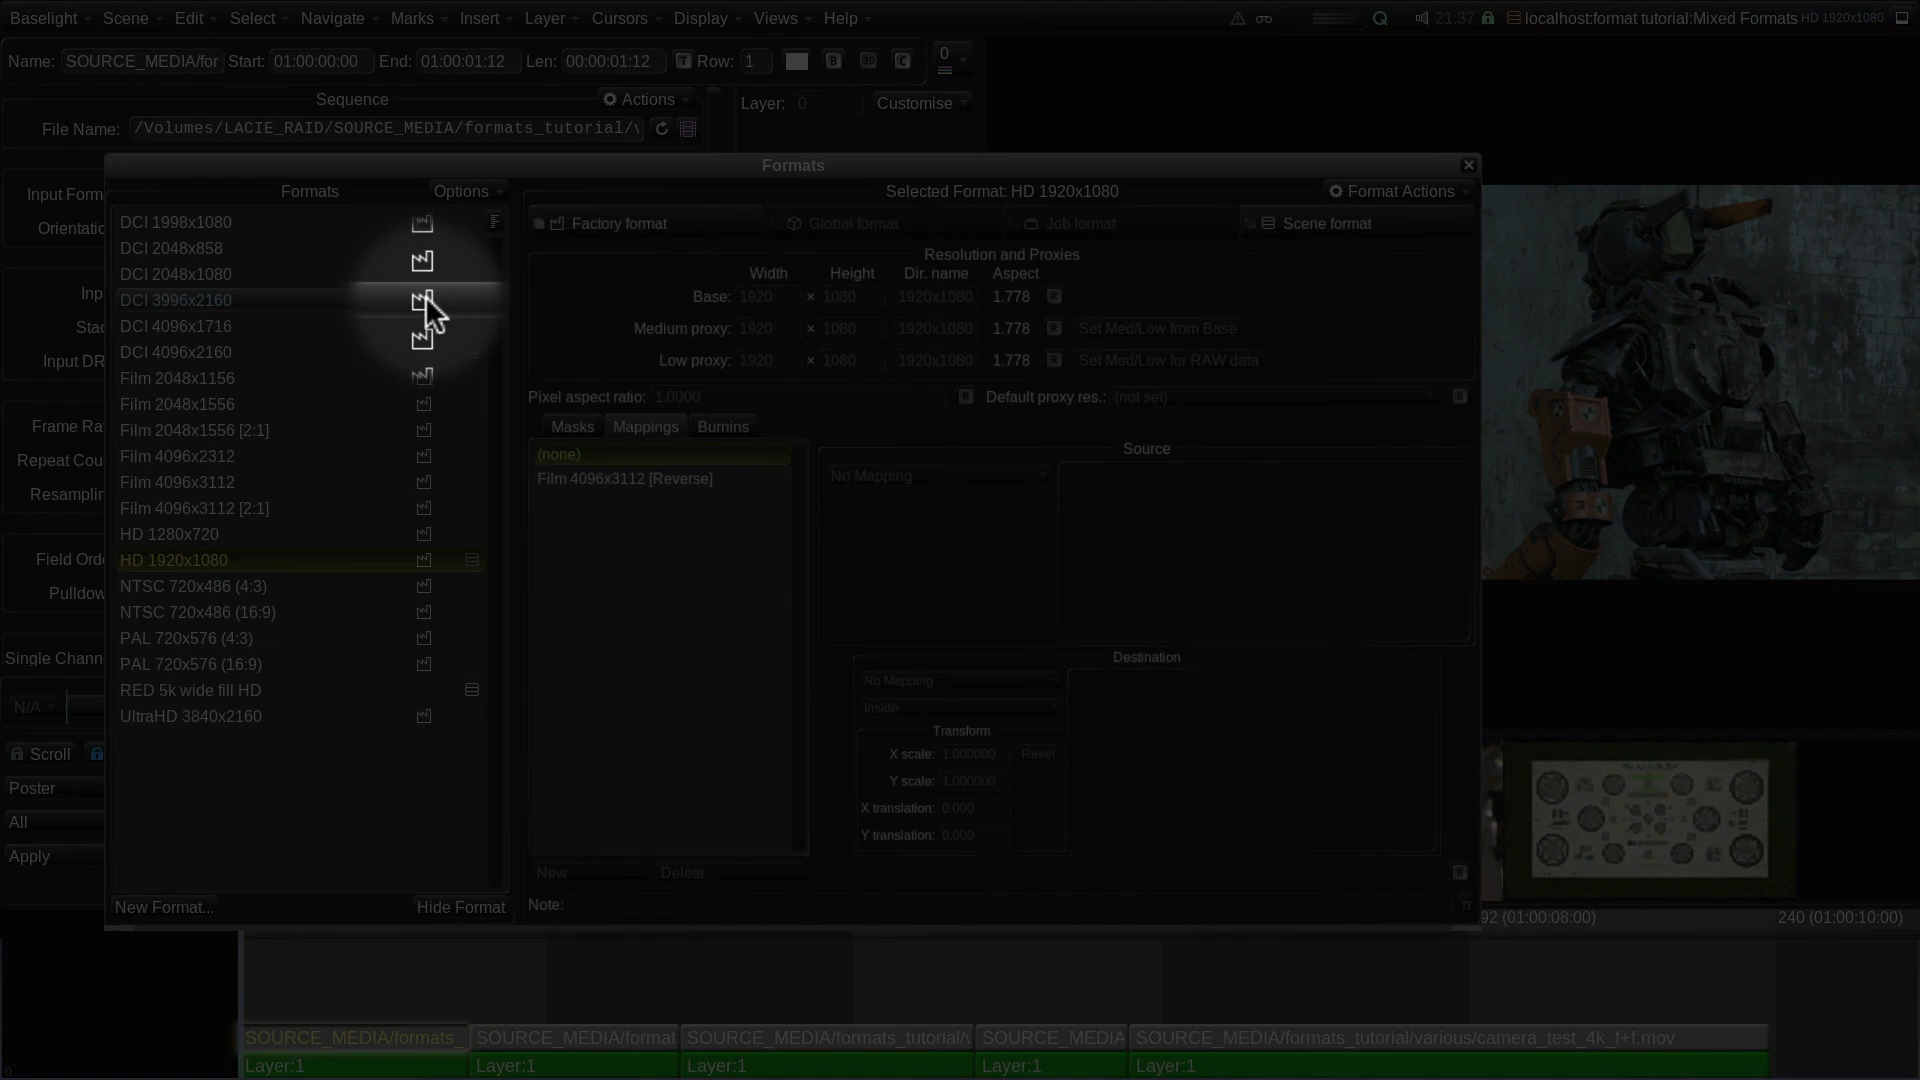 Baselight Scene Edit Select Navigate Marks Insert Layer Cursors Display Views Help 21:37 localhost:format tutorial:Mixed Formats HD 1920x1080
Name: SOURCE_MEDIA/for Start: 01:00:00:00 End: 01:00:01:12 Len: 00:00:01:12 T Row: 1 B 3D C 0
Sequence Actions Layer: 0 Customise
File Name: /Volumes/LACIE_RAID/SOURCE_MEDIA/formats_tutorial/v
Formats
Input Form
Orientatio
Inp
Stac
Input DR
Frame Ra
Repeat Cou
Resamplin
Field Orde
Pulldow
Single Chann
N/A
Scroll
Poster
All
Apply
0
Formats Options
DCI 1998x1080
DCI 2048x858
DCI 2048x1080
DCI 3996x2160
DCI 4096x1716
DCI 4096x2160
Film 2048x1156
Film 2048x1556
Film 2048x1556 [2:1]
Film 4096x2312
Film 4096x3112
Film 4096x3112 [2:1]
HD 1280x720
HD 1920x1080
NTSC 720x486 (4:3)
NTSC 720x486 (16:9)
PAL 720x576 (4:3)
PAL 720x576 (16:9)
RED 5k wide fill HD
UltraHD 3840x2160
New Format... Hide Format
Selected Format: HD 1920x1080 Format Actions
Factory format Global format Job format Scene format
Resolution and Proxies
Width Height Dir. name Aspect
Base: 1920 × 1080 1920x1080 1.778 R
Medium proxy: 1920 × 1080 1920x1080 1.778 R Set Med/Low from Base
Low proxy: 1920 × 1080 1920x1080 1.778 R Set Med/Low for RAW data
Pixel aspect ratio: 1.0000 R Default proxy res.: (not set) R
Masks Mappings Burnins
(none)
Film 4096x3112 [Reverse]
New Delete
Source
No Mapping
Destination
No Mapping
Inside
Transform
X scale: 1.000000 Reset
Y scale: 1.000000
X translation: 0.000
Y translation: 0.000
R
Note: π
92 (01:00:08:00) 240 (01:00:10:00)
SOURCE_MEDIA/formats_ SOURCE_MEDIA/format SOURCE_MEDIA/formats_tutorial/v SOURCE_MEDIA SOURCE_MEDIA/formats_tutorial/various/camera_test_4k_f+f.mov
Layer:1 Layer:1 Layer:1 Layer:1 Layer:1